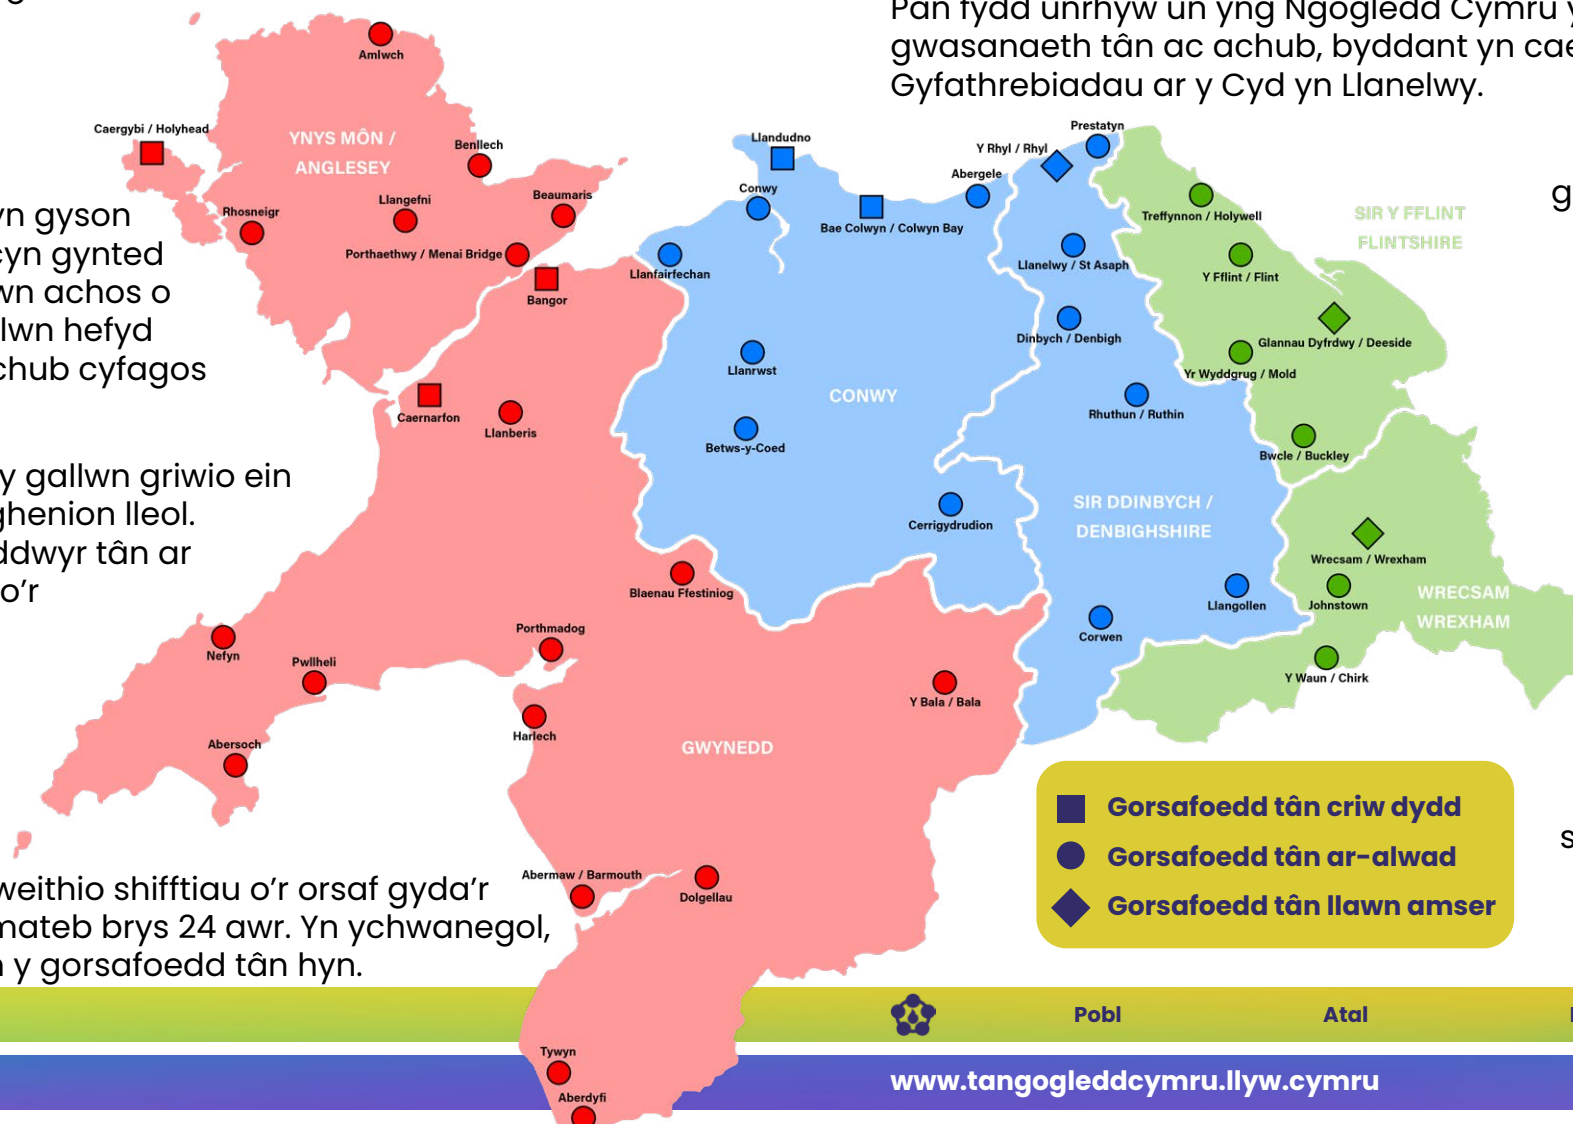 Pan fydd unrhyw un yng Ngogledd Cymru
gwasanaeth tân ac achub, byddant yn cae
Gyfathrebiadau ar y Cyd yn Llanelwy.
yn gyson
cyn gynted
wn achos o
lwn hefyd
chub cyfagos
y gallwn griwio ein
ghenion lleol.
ddwyr tân ar
o’r
weithio shifftiau o’r orsaf gyda’r
mateb brys 24 awr. Yn ychwanegol,
n y gorsafoedd tân hyn.
g
s
Amlwch
Caergybi / Holyhead
YNYS MÔN /
ANGLESEY
Benllech
Llangefni
Beaumaris
Rhosneigr
Porthaethwy / Menai Bridge
Bangor
Caernarfon
Llanberis
Nefyn
Pwllheli
Abersoch
Porthmadog
Harlech
Blaenau Ffestiniog
Y Bala / Bala
GWYNEDD
Abermaw / Barmouth
Dolgellau
Tywyn
Aberdyfi
Llandudno
Conwy
Bae Colwyn / Colwyn Bay
Abergele
Llanfairfechan
Llanrwst
CONWY
Betws-y-Coed
Cerrigydrudion
Prestatyn
Y Rhyl / Rhyl
Llanelwy / St Asaph
Dinbych / Denbigh
Rhuthun / Ruthin
SIR DDINBYCH /
DENBIGHSHIRE
Llangollen
Corwen
Treffynnon / Holywell
SIR Y FFLINT
FLINTSHIRE
Y Fflint / Flint
Glannau Dyfrdwy / Deeside
Yr Wyddgrug / Mold
Bwcle / Buckley
Wrecsam / Wrexham
Johnstown
WRECSAM
WREXHAM
Y Waun / Chirk
Gorsafoedd tân criw dydd
Gorsafoedd tân ar-alwad
Gorsafoedd tân llawn amser
Pobl
Atal
www.tangogleddcymru.llyw.cymru